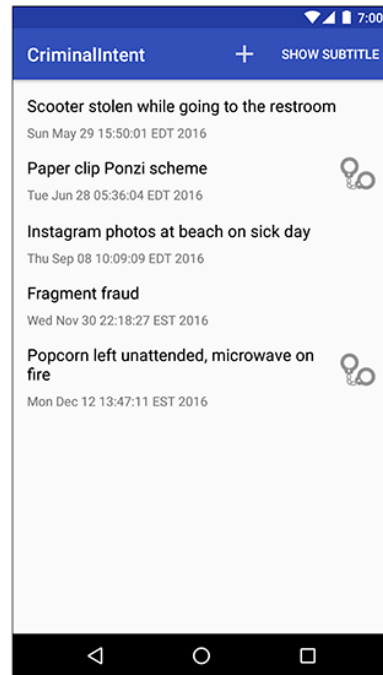 7:00
CriminalIntent + SHOW SUBTITLE
Scooter stolen while going to the restroom
Sun May 29 15:50:01 EDT 2016
Paper clip Ponzi scheme
Tue Jun 28 05:36:04 EDT 2016
Instagram photos at beach on sick day
Thu Sep 08 10:09:09 EDT 2016
Fragment fraud
Wed Nov 30 22:18:27 EST 2016
Popcorn left unattended, microwave on
fire
Mon Dec 12 13:47:11 EST 2016